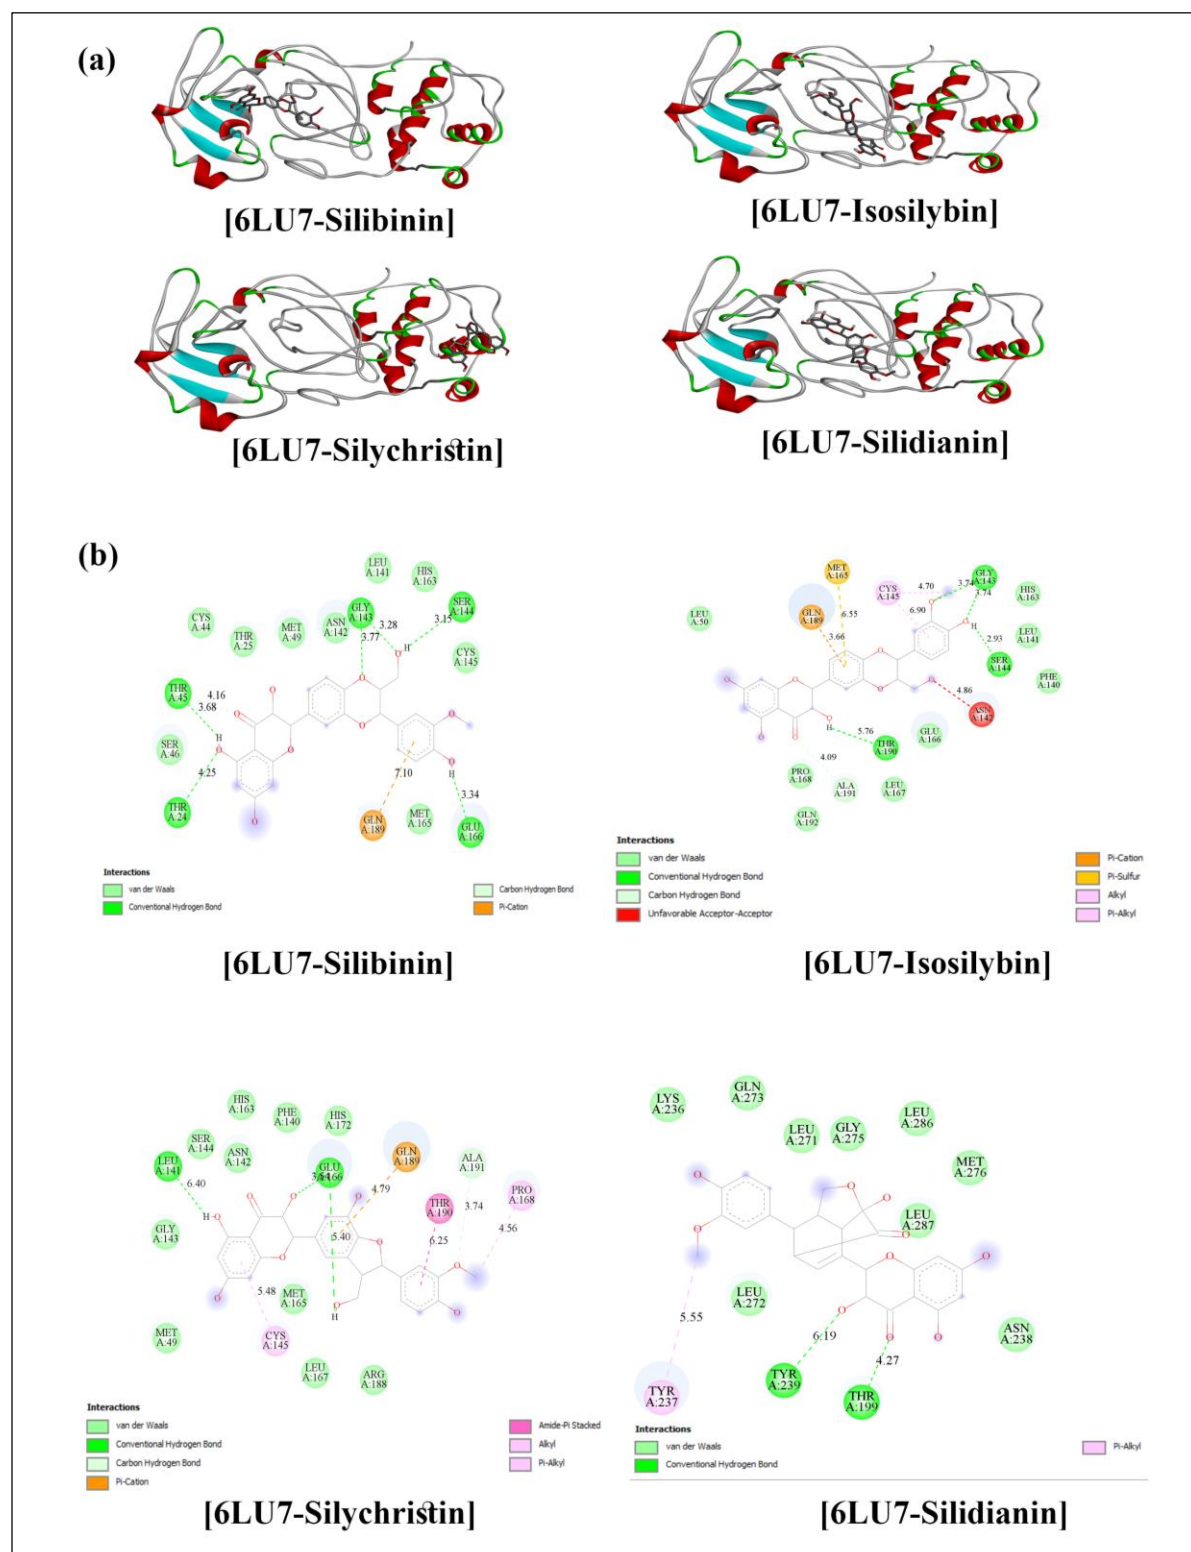 (a)
[6LU7-Silibinin]
[6LU7-Isosilybin]
[6LU7-Silychristin]
[6LU7-Silidianin]
(b)
LEU
A:141
HIS
A:163
GLY
A:143
SER
A:144
CYS
A:44
THR
A:25
MET
A:49
ASN
A:142
3.28
3.15
3.77
H
O
CYS
A:145
THR
A:45
4.16
3.68
H
SER
A:46
4.25
THR
A:24
7.10
H
3.34
GLN
A:189
MET
A:165
GLU
A:166
Interactions
van der Waals
Conventional Hydrogen Bond
Carbon Hydrogen Bond
Pi-Cation
[6LU7-Silibinin]
MET
A:165
CYS
A:145
4.70
3.74
GLY
A:143
3.74
HIS
A:163
LEU
A:50
GLN
A:189
6.55
6.90
3.66
H
2.93
LEU
A:141
SER
A:144
PHE
A:140
4.86
ASN
A:142
H
5.76
THR
A:190
GLU
A:166
4.09
PRO
A:168
ALA
A:191
LEU
A:167
GLN
A:192
Interactions
van der Waals
Conventional Hydrogen Bond
Carbon Hydrogen Bond
Unfavorable Acceptor-Acceptor
Pi-Cation
Pi-Sulfur
Alkyl
Pi-Alkyl
[6LU7-Isosilybin]
HIS
A:163
PHE
A:140
HIS
A:172
SER
A:144
ASN
A:142
LEU
A:141
6.40
GLU
A:166
GLN
A:189
4.79
ALA
A:191
PRO
A:168
THR
A:190
3.74
4.56
6.25
5.40
H
GLY
A:143
5.48
MET
A:165
H
MET
A:49
CYS
A:145
LEU
A:167
ARG
A:188
Interactions
van der Waals
Conventional Hydrogen Bond
Carbon Hydrogen Bond
Pi-Cation
Amide-Pi Stacked
Alkyl
Pi-Alkyl
[6LU7-Silychristin]
LYS
A:236
GLN
A:273
LEU
A:271
GLY
A:275
LEU
A:286
MET
A:276
LEU
A:287
LEU
A:272
5.55
6.19
4.27
ASN
A:238
TYR
A:237
TYR
A:239
THR
A:199
Interactions
van der Waals
Conventional Hydrogen Bond
Pi-Alkyl
[6LU7-Silidianin]